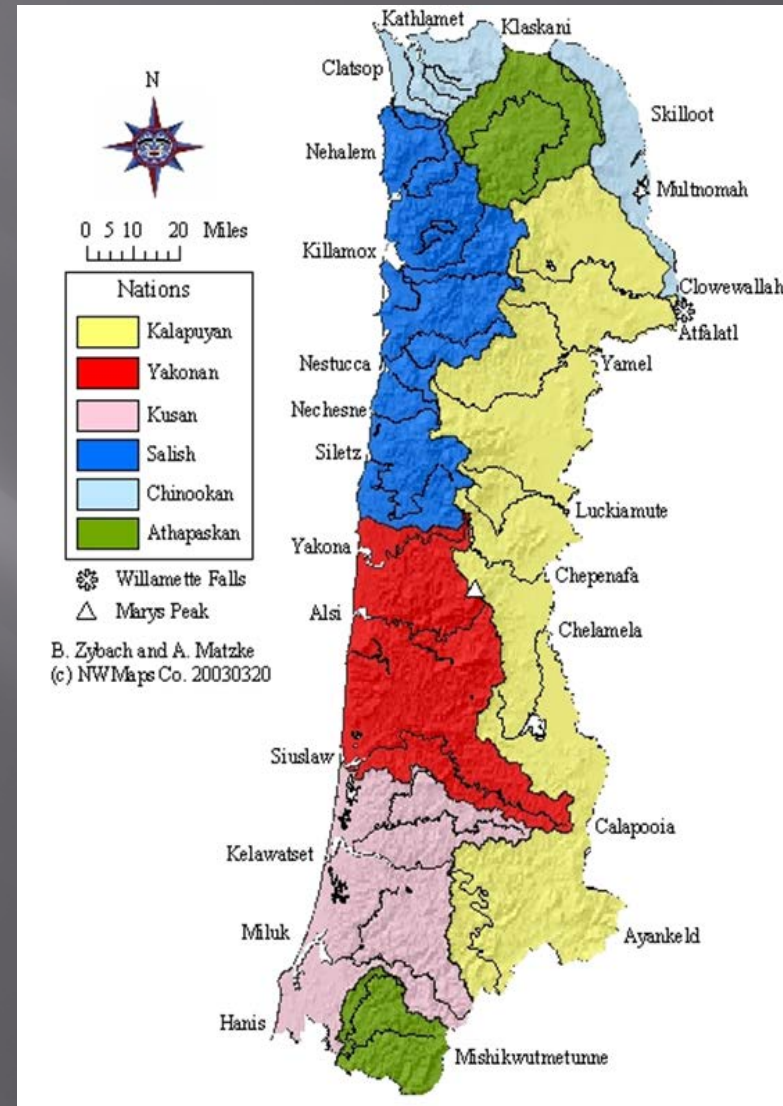 Kathlamet
Klaskani
Clatsop
N
Skilloot
Nehalem
Multnomah
0 5 10 20 Miles
Killamox
Nations
Clowewallah
Kalapuyan
Atfalatl
Yakonan
Nestucca
Yamel
Kusan
Nechesne
Salish
Siletz
Chinookan
Luckiamute
Athapaskan
Yakona
Willamette Falls
Chepenafa
Marys Peak
Alsi
Chelamela
B. Zybach and A. Matzke
(c) NWMaps Co. 20030320
Siuslaw
Calapooia
Kelawatset
Miluk
Ayankeld
Hanis
Mishikwutmetunne